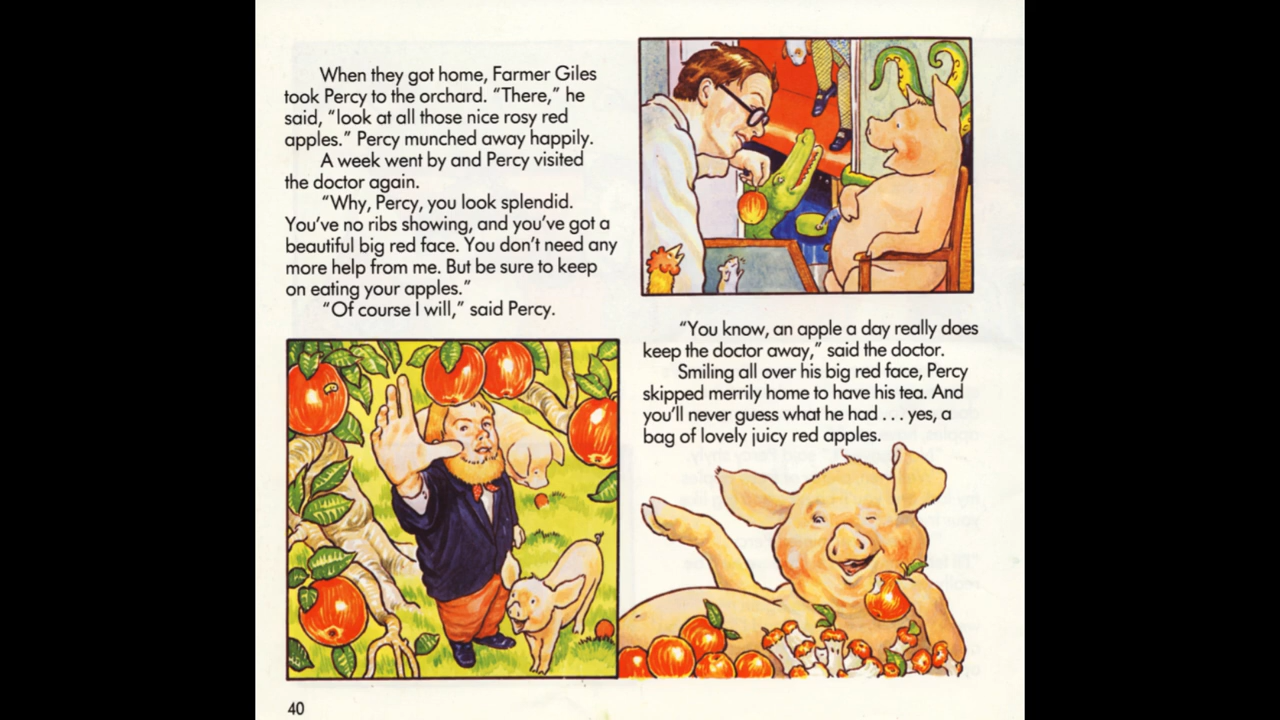 When they got home, Farmer Giles
took Percy to the orchard. “There,” he
said, “look at all those nice rosy red
apples.” Percy munched away happily.
A week went by and Percy visited
the doctor again.
“Why, Percy, you look splendid.
You’ve no ribs showing, and you’ve got a
beautiful big red face. You don’t need any
more help from me. But be sure to keep
on eating your apples.”
“Of course I will,” said Percy.
“You know, an apple a day really does
keep the doctor away,” said the doctor.
Smiling all over his big red face, Percy
skipped merrily home to have his tea. And
you’ll never guess what he had . . . yes, a
bag of lovely juicy red apples.
40